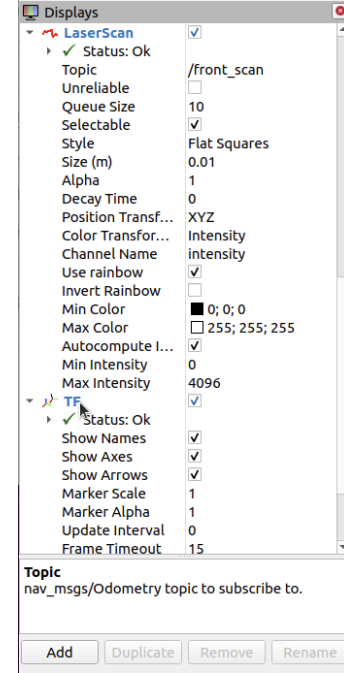 Displays
LaserScan
Status: Ok
Topic /front_scan
Unreliable
Queue Size 10
Selectable
Style Flat Squares
Size (m) 0.01
Alpha 1
Decay Time 0
Position Transf... XYZ
Color Transfor... Intensity
Channel Name intensity
Use rainbow
Invert Rainbow
Min Color 0; 0; 0
Max Color 255; 255; 255
Autocompute I...
Min Intensity 0
Max Intensity 4096
TF
Status: Ok
Show Names
Show Axes
Show Arrows
Marker Scale 1
Marker Alpha 1
Update Interval 0
Frame Timeout 15
Topic
nav_msgs/Odometry topic to subscribe to.
Add Duplicate Remove Rename